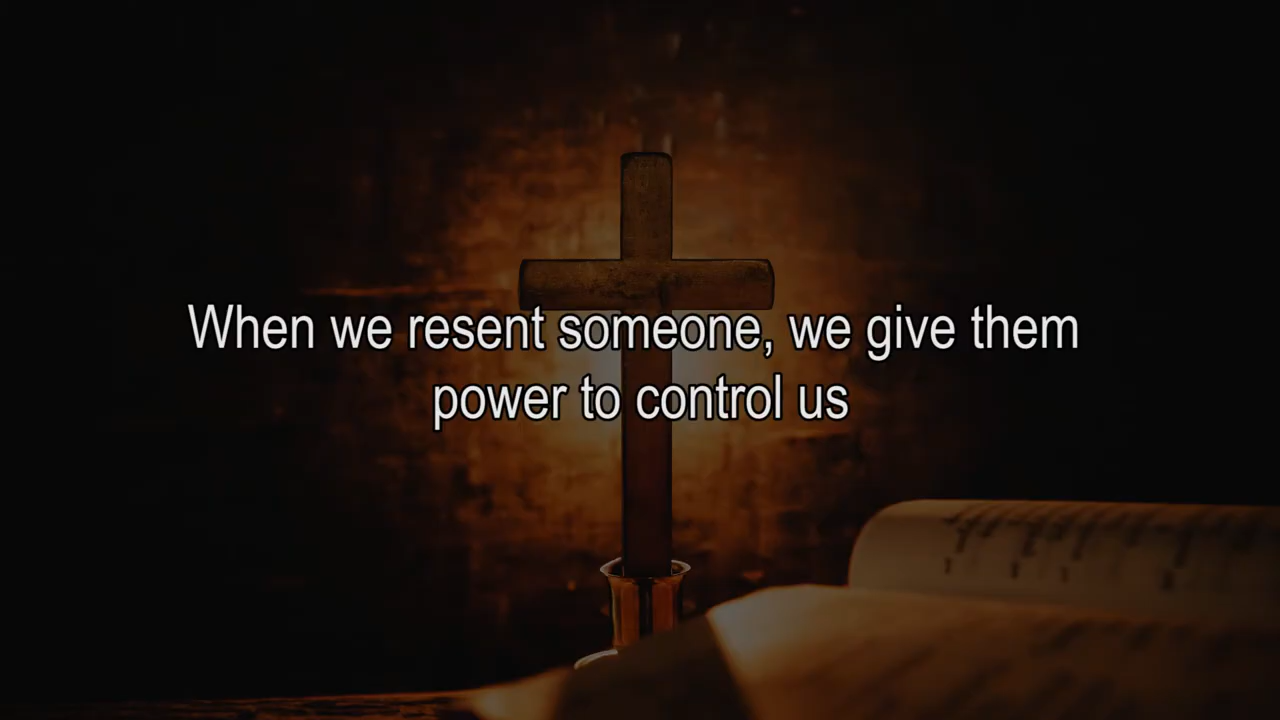 When we resent someone, we give them
power to control us